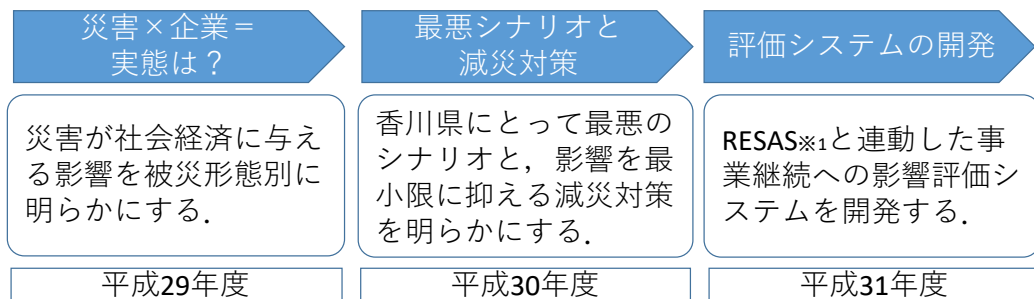 災害×企業＝
実態は？
災害が社会経済に与え
る影響を被災形態別に
明らかにする．
平成29年度
最悪シナリオと
減災対策
香川県にとって最悪の
シナリオと，影響を最
小限に抑える減災対策
を明らかにする．
平成30年度
評価システムの開発
RESAS※1と連動した事
業継続への影響評価シ
ステムを開発する．
平成31年度